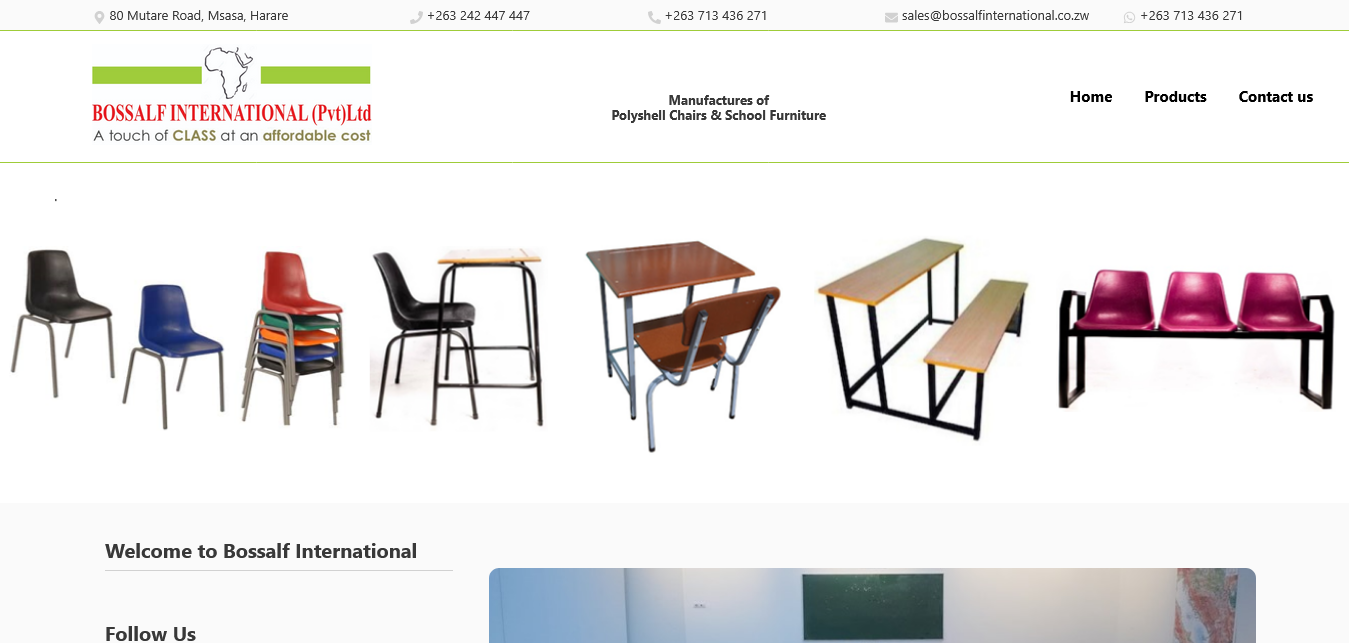 80 Mutare Road, Msasa, Harare
+263 242 447 447
+263 713 436 271
sales@bossalfinternational.co.zw
+263 713 436 271
BOSSALF INTERNATIONAL (Pvt)Ltd
A touch of CLASS at an affordable cost
Manufactures of
Polyshell Chairs & School Furniture
Home
Products
Contact us
.
Welcome to Bossalf International
Follow Us